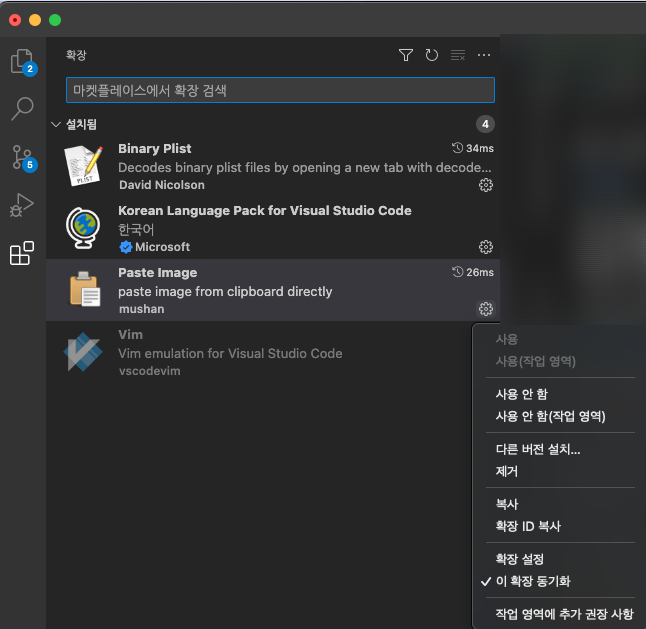 확장
마켓플레이스에서 확장 검색
설치됨
4
Binary Plist
34ms
Decodes binary plist files by opening a new tab with decode...
David Nicolson
PLIST
Korean Language Pack for Visual Studio Code
한국어
Microsoft
Paste Image
26ms
paste image from clipboard directly
mushan
Vim
Vim emulation for Visual Studio Code
vscodevim
2
5
사용
사용(작업 영역)
사용 안 함
사용 안 함(작업 영역)
다른 버전 설치...
제거
복사
확장 ID 복사
확장 설정
이 확장 동기화
작업 영역에 추가 권장 사항